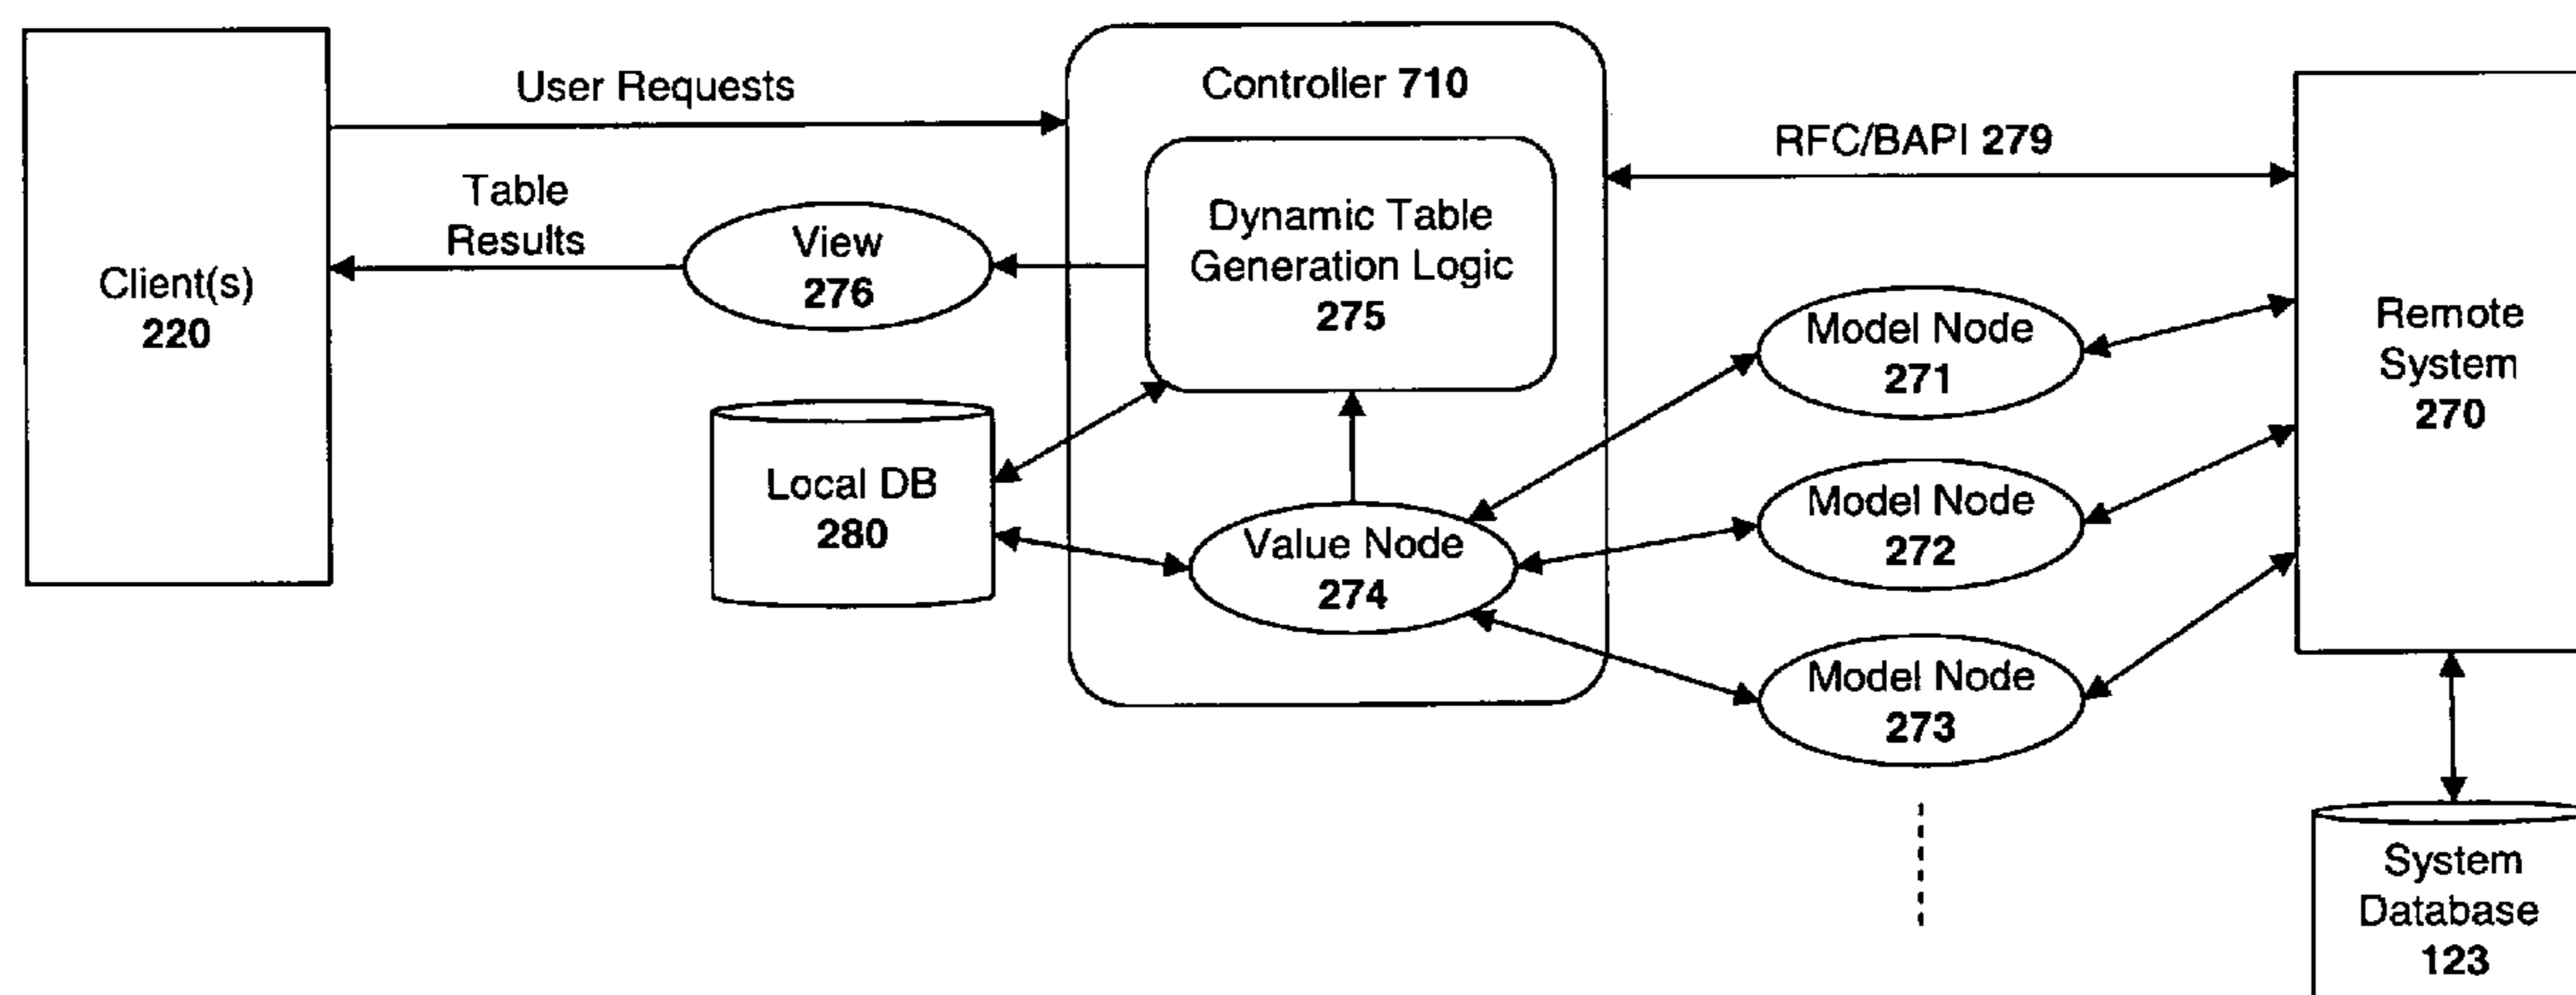 Client(s)
220
User Requests
Table
Results
View
276
Local DB
280
Controller 710
Dynamic Table
Generation Logic
275
Value Node
274
RFC/BAPI 279
Model Node
271
Model Node
272
Model Node
273
Remote
System
270
System
Database
123